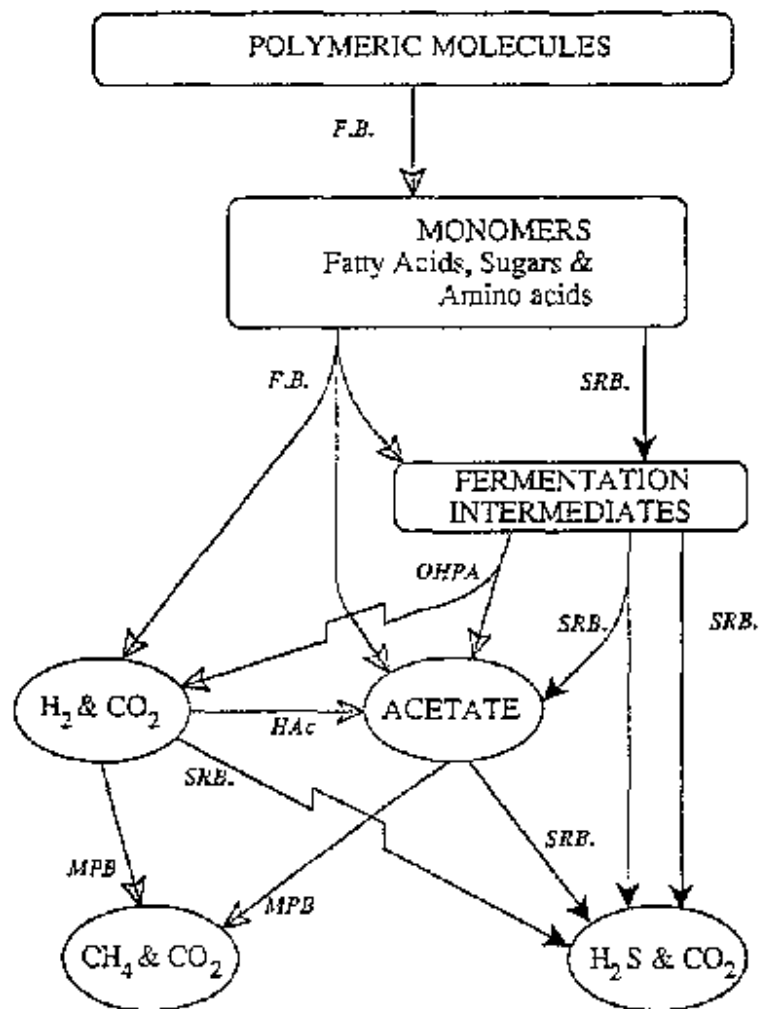 POLYMERIC MOLECULES
F.B.
MONOMERS
Fatty Acids, Sugars &
Amino acids
F.B.
SRB.
FERMENTATION
INTERMEDIATES
OHPA
SRB.
SRB.
H2 & CO2
HAc
ACETATE
SRB.
SRB.
MPB
MPB
CH4 & CO2
H2S & CO2